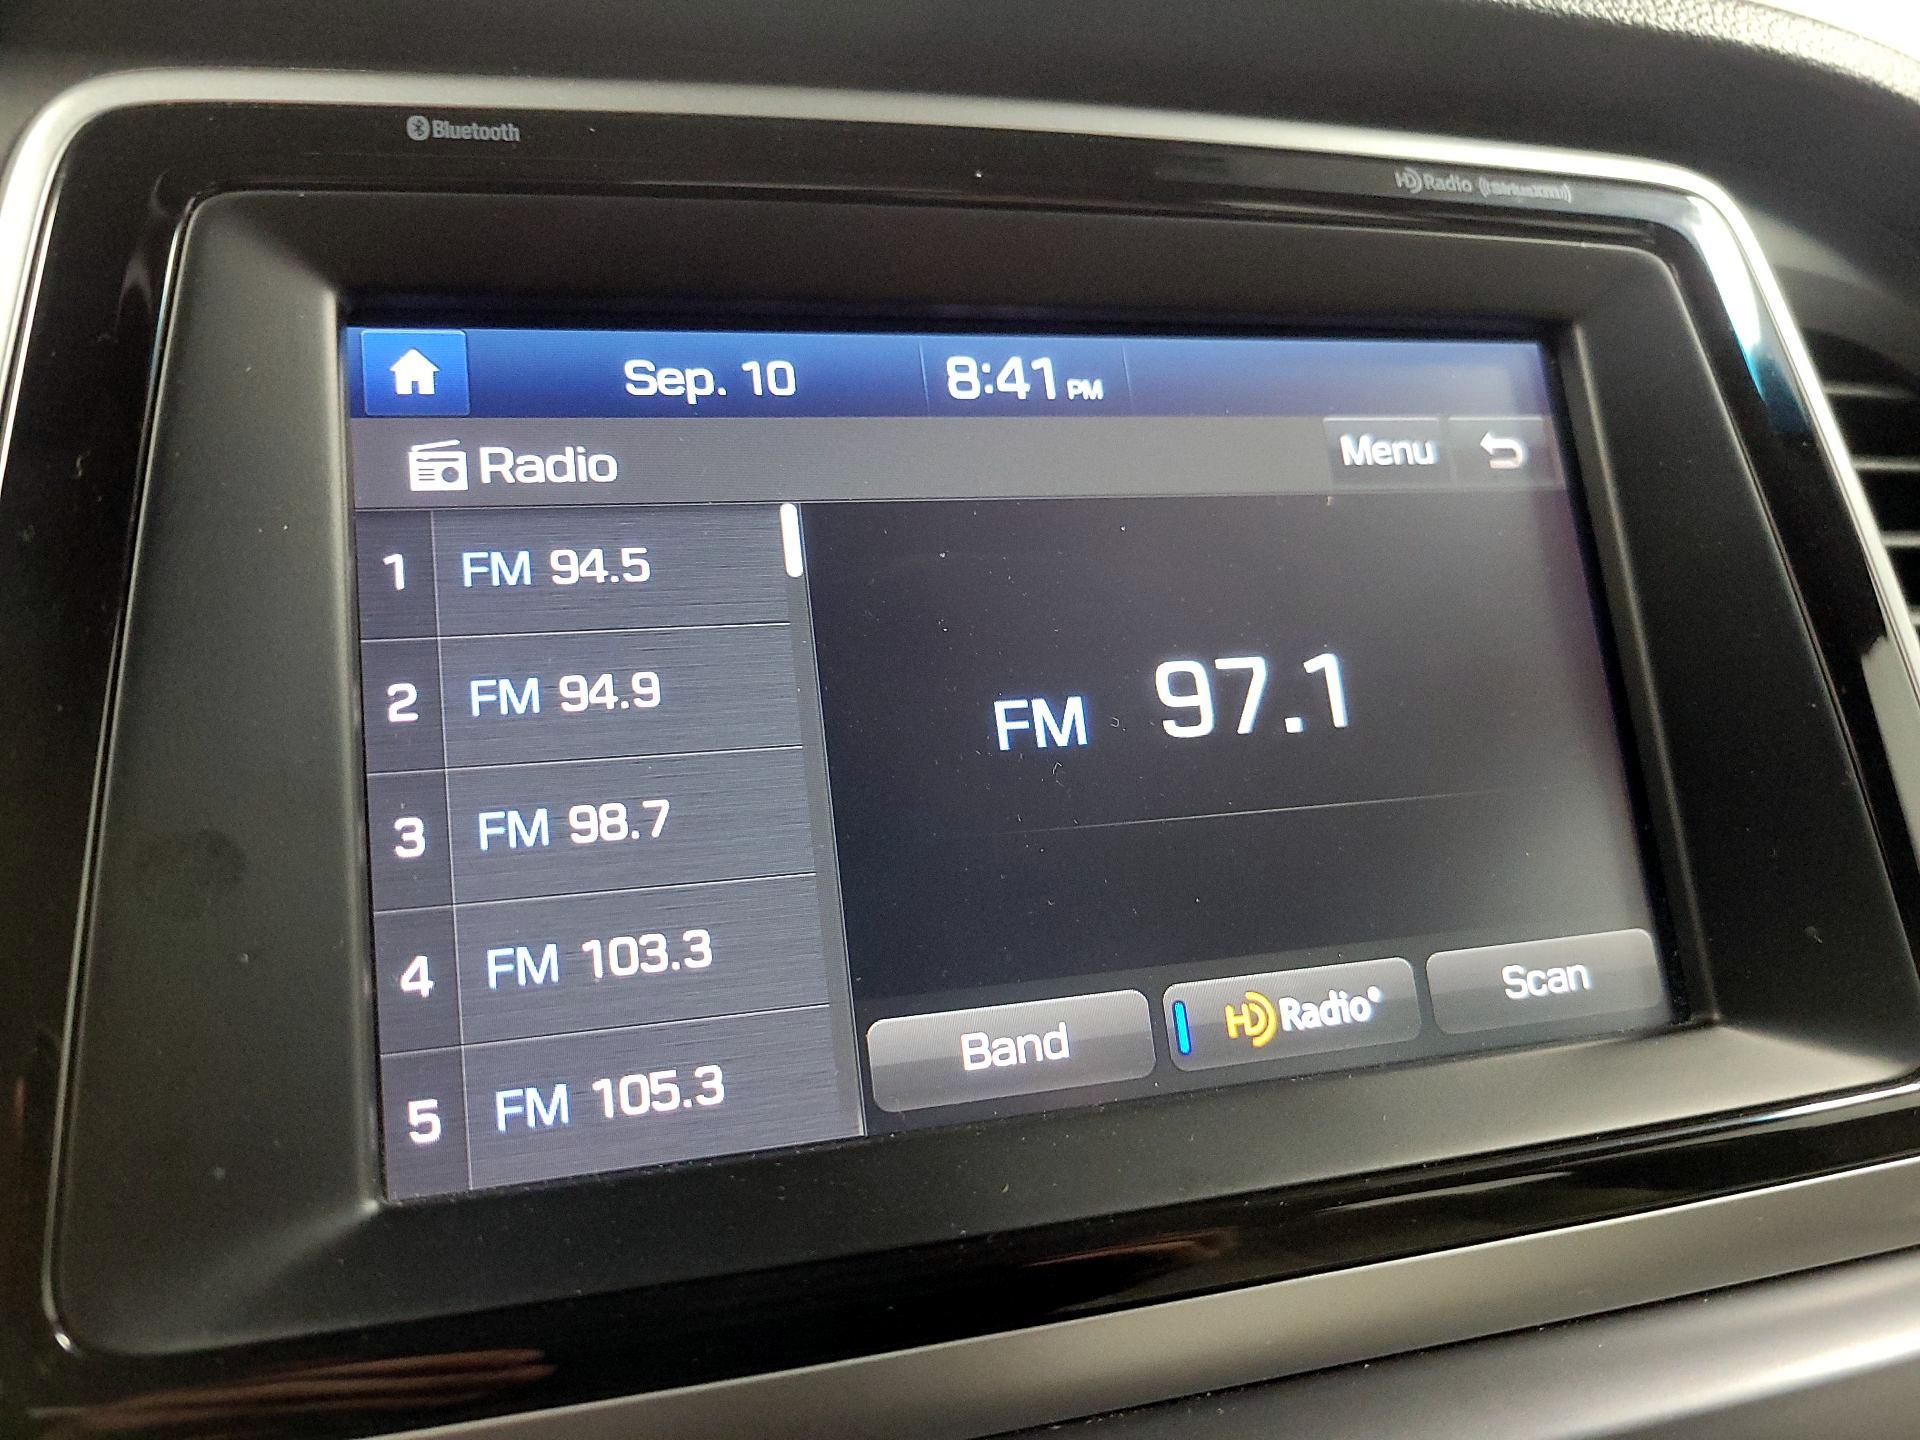 Bluetooth
HD Radio ((SiriusXM))
Sep. 10 8:41 PM
Radio Menu
1 FM 94.5
2 FM 94.9
3 FM 98.7
4 FM 103.3
5 FM 105.3
FM 97.1
Band HD Radio® Scan